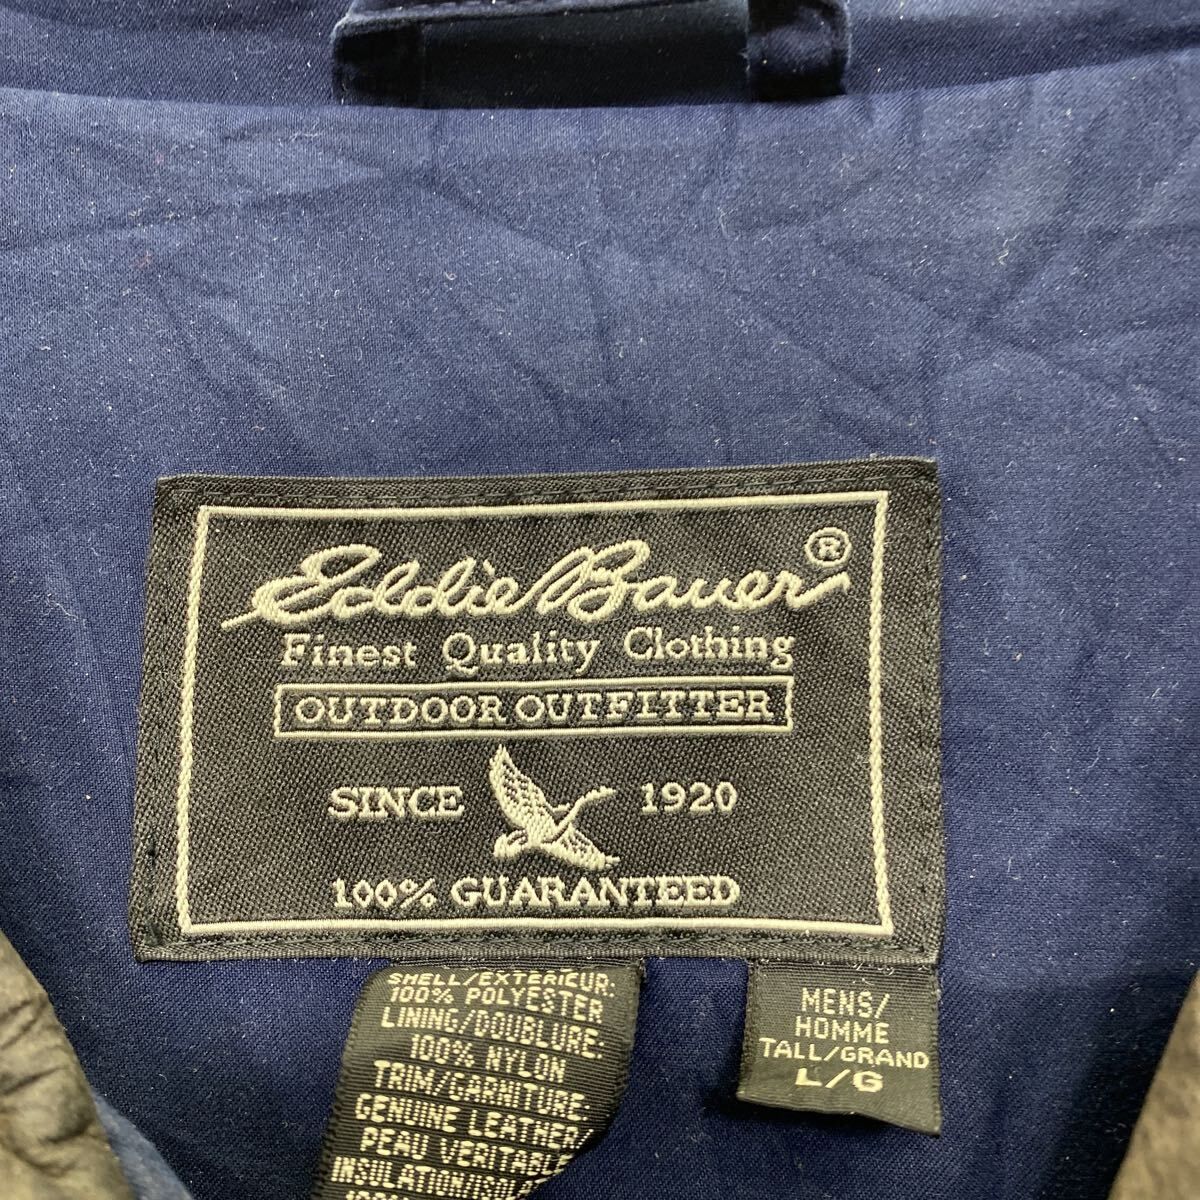 Eddie Bauer ®
Finest Quality Clothing
OUTDOOR OUTFITTER
SINCE 1920
100% GUARANTEED
SHELL/EXTERIEUR:
100% POLYESTER
LINING/DOUBLURE:
100% NYLON
TRIM/GARNITURE:
GENUINE LEATHER/
PEAU VERITABLE
INSULATION/
MENS/
HOMME
TALL/GRAND
L/G